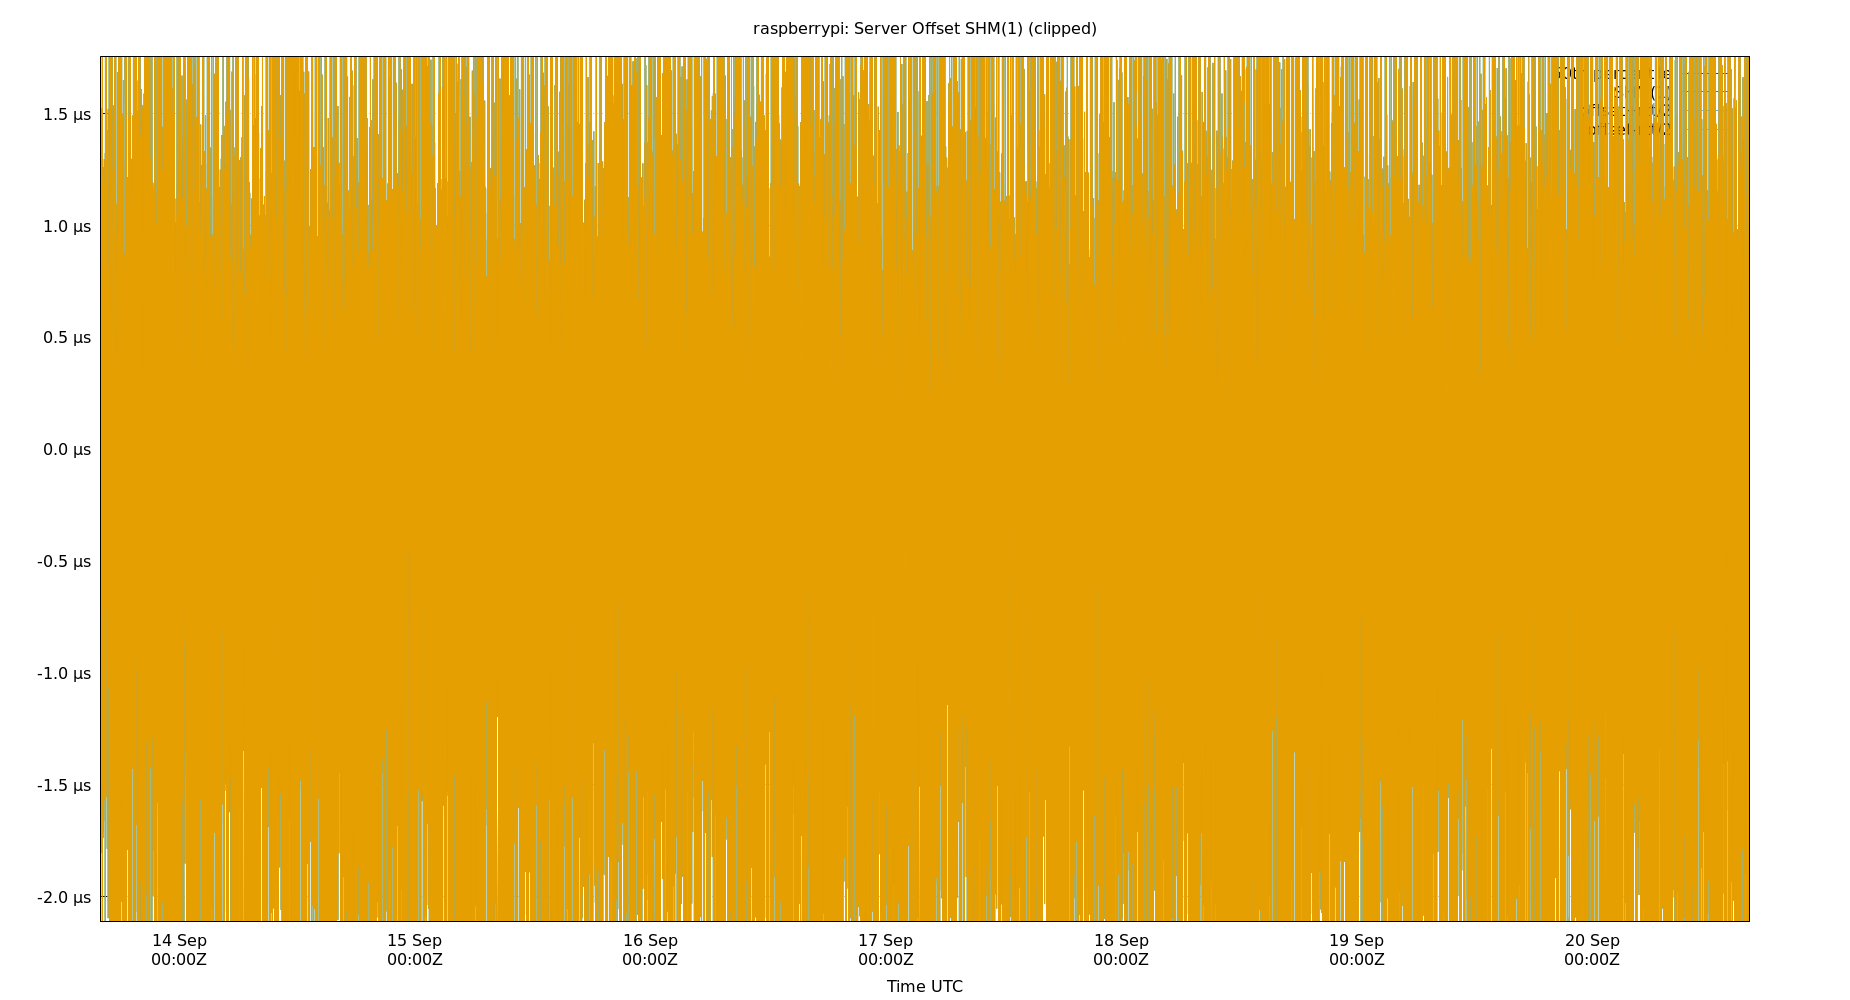 raspberrypi: Server Offset SHM(1) (clipped)
1.5 µs
1.0 µs
0.5 µs
0.0 µs
-0.5 µs
-1.0 µs
-1.5 µs
-2.0 µs
14 Sep 15 Sep 16 Sep 17 Sep 18 Sep 19 Sep 20 Sep
00:00Z 00:00Z 00:00Z 00:00Z 00:00Z 00:00Z 00:00Z
Time UTC